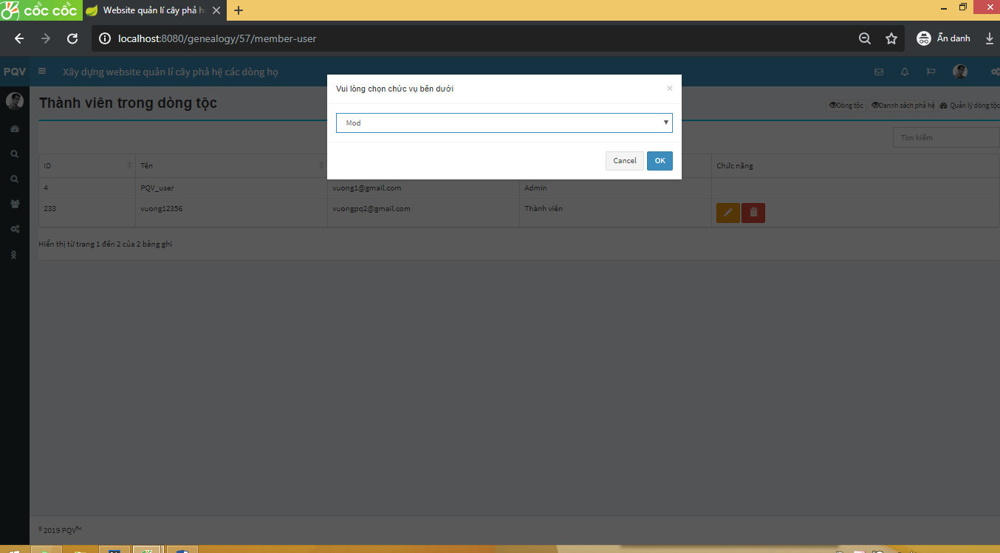 cốc cốc
Website quản lí cây phả h
localhost:8080/genealogy/57/member-user
Ẩn danh
PQV
Xây dựng website quản lí cây phả hệ các dòng họ
Vui lòng chọn chức vụ bên dưới
×
Mod
Cancel
OK
Thành viên trong dòng tộc
Dòng tộc
Dannh sách phả hệ
Quản lý dòng tộc
Tìm kiếm
ID Tên Chức năng
4 PQV_user vuong1@gmail.com Admin
233 vuong12356 vuongpq2@gmail.com Thành viên
Hiển thị từ trang 1 đến 2 của 2 bảng ghi
© 2019 PQV™